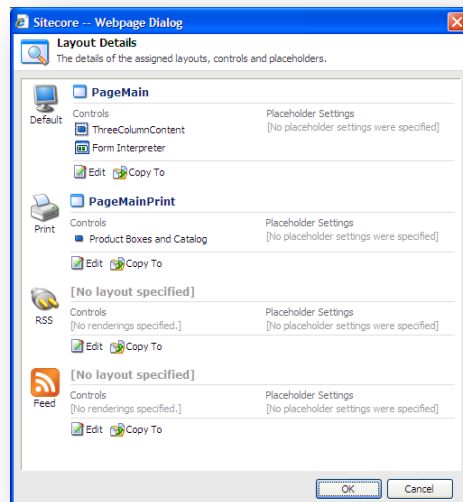 Sitecore -- Webpage Dialog
Layout Details
The details of the assigned layouts, controls and placeholders.
Default
PageMain
Controls
Placeholder Settings
ThreeColumnContent
[No placeholder settings were specified]
Form Interpreter
Edit Copy To
Print
PageMainPrint
Controls
Placeholder Settings
Product Boxes and Catalog
[No placeholder settings were specified]
Edit Copy To
RSS
[No layout specified]
Controls
Placeholder Settings
[No renderings specified.]
[No placeholder settings were specified]
Edit Copy To
Feed
[No layout specified]
Controls
Placeholder Settings
[No renderings specified.]
[No placeholder settings were specified]
Edit Copy To
OK
Cancel